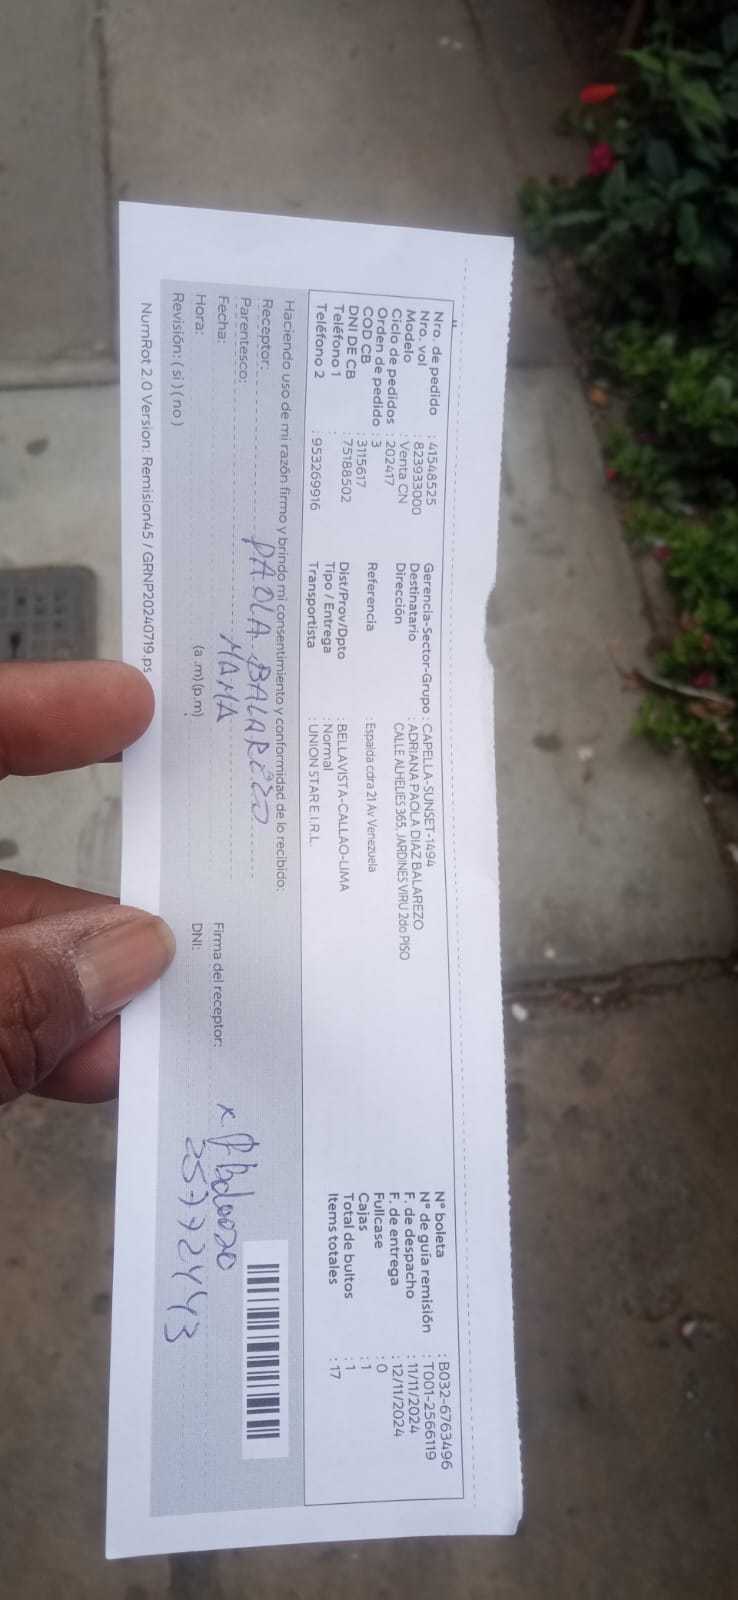 Nro. de pedido : 41548525
Nro. vol : 823933000
Modelo : Venta CN
Ciclo de pedidos : 202417
Orden de pedido : 3
COD CB : 3115617
DNI DE CB : 75188502
Teléfono 1 :
Teléfono 2 : 953269916
Gerencia-Sector-Grupo : CAPELLA-SUNSET-1494
Destinatario : ADRIANA PAOLA DIAZ BALAREZO
Dirección CALLE ALHELIES 365, JARDINES VIRU 2do PISO
Referencia : Espalda cdra 21 Av Venezuela
Dist/Prov/Dpto : BELLAVISTA-CALLAO-LIMA
Tipo / Entrega : Normal
Transportista : UNION STAR E.I.R.L.
N° boleta : B032-6763496
N° de guía remisión : T001-2566119
F. de despacho : 11/11/2024
F. de entrega : 12/11/2024
Fullcase : 0
Cajas : 1
Total de bultos : 1
Items totales : 17
Haciendo uso de mi razón firmo y brindo mi consentimiento y conformidad de lo recibido:
Receptor: PAOLA BALAREZO
Parentesco: MAMA
Fecha:
Hora: (a.m)(p.m)
Revisión: ( si ) ( no )
Firma del receptor:
DNI: 25772443
NumRot 2.0 Version: Remision45 / GRNP20240719.ps